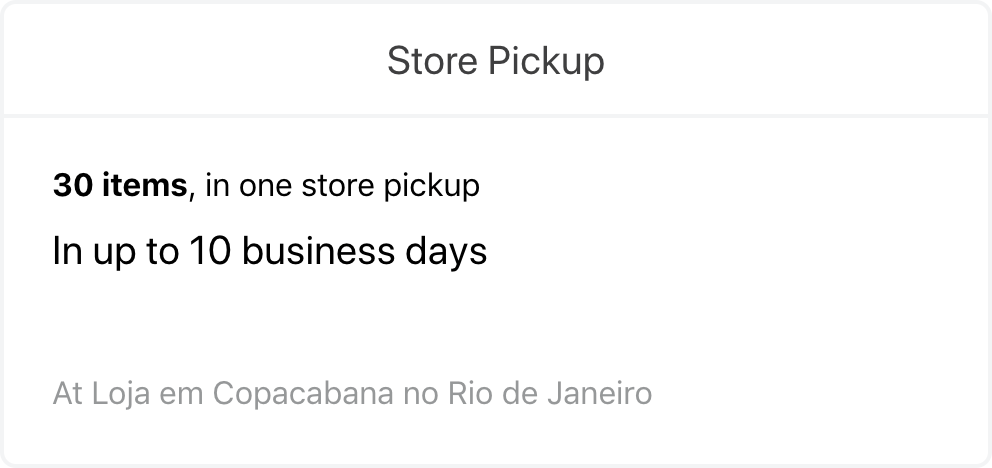 Store Pickup
30 items, in one store pickup
In up to 10 business days
At Loja em Copacabana no Rio de Janeiro